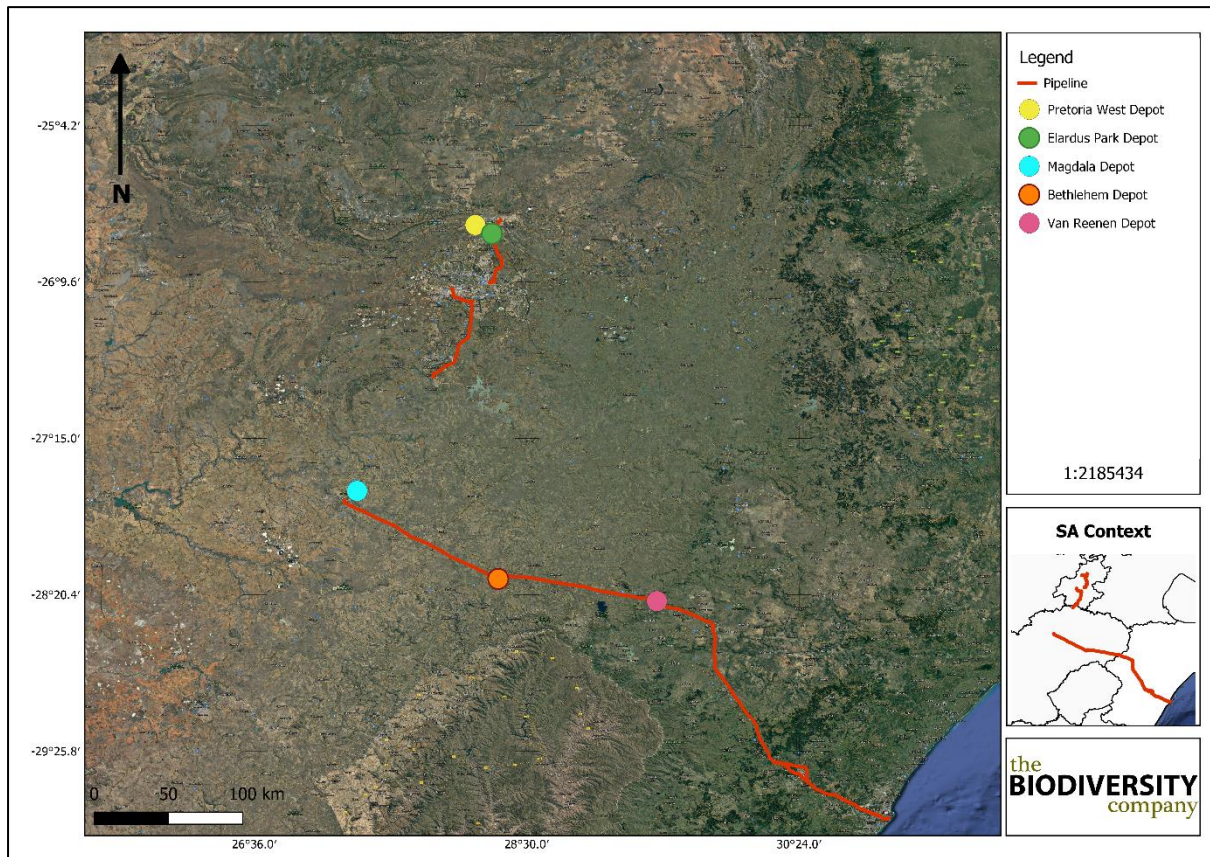 Legend
Pipeline
Pretoria West Depot
Elardus Park Depot
Magdala Depot
Bethlehem Depot
Van Reenen Depot
1:2185434
SA Context
the
BIODIVERSITY
company
N
-25°4.2′
-26°9.6′
-27°15.0′
-28°20.4′
-29°25.8′
0 50 100 km
26°36.0′ 28°30.0′ 30°24.0′